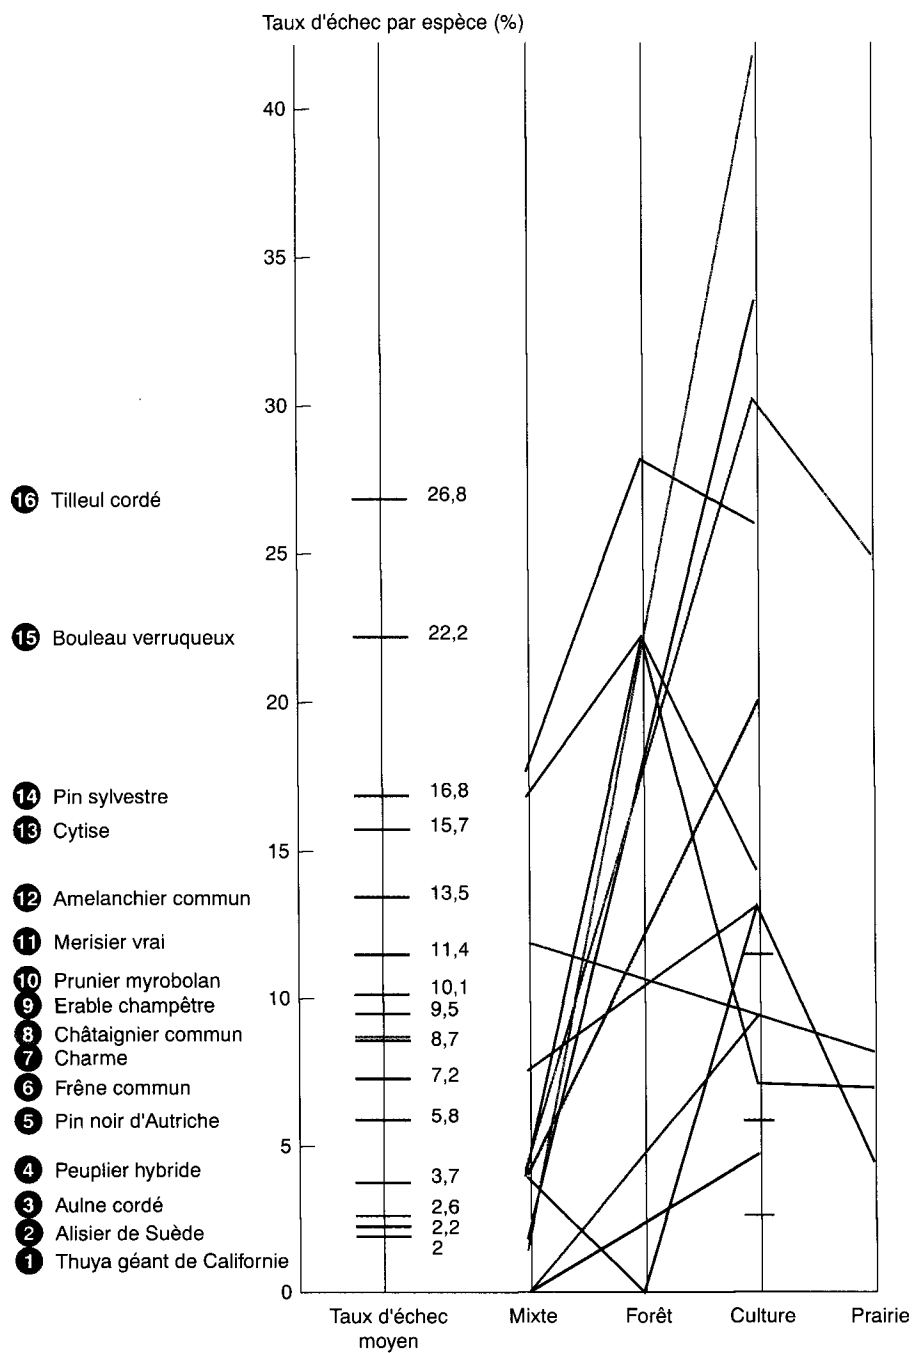 Taux d'échec par espèce (%)
40
35
30
16 Tilleul cordé 26,8
25
15 Bouleau verruqueux 22,2
20
14 Pin sylvestre 16,8
13 Cytise 15,7
15
12 Amelanchier commun 13,5
11 Merisier vrai 11,4
10 Prunier myrobolan 10,1
10
9 Erable champêtre 9,5
8 Châtaignier commun 8,7
7 Charme
6 Frêne commun 7,2
5 Pin noir d'Autriche 5,8
5
4 Peuplier hybride 3,7
3 Aulne cordé 2,6
2 Alisier de Suède 2,2
1 Thuya géant de Californie 2
0
Taux d'échec
moyen
Mixte
Forêt
Culture
Prairie